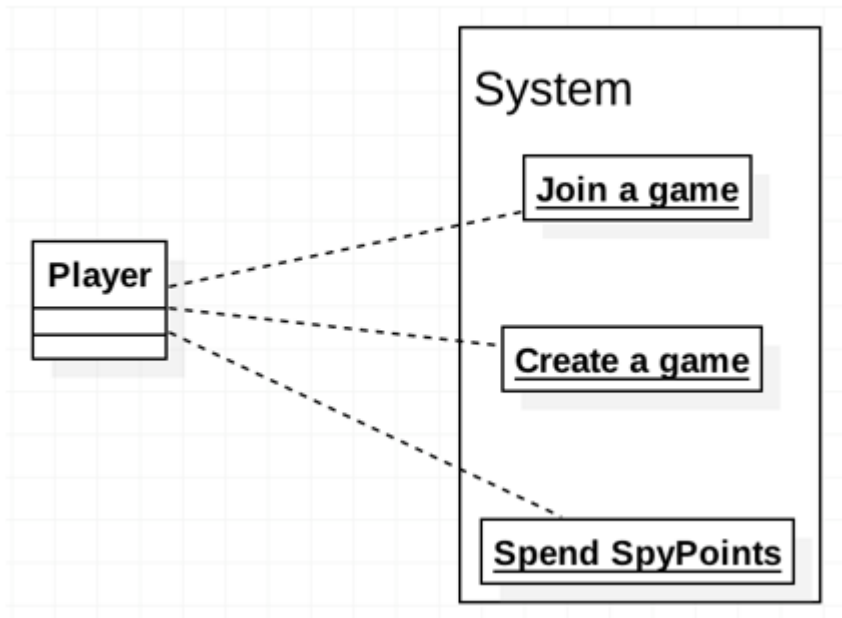 System
Join a game
Player
Create a game
Spend SpyPoints